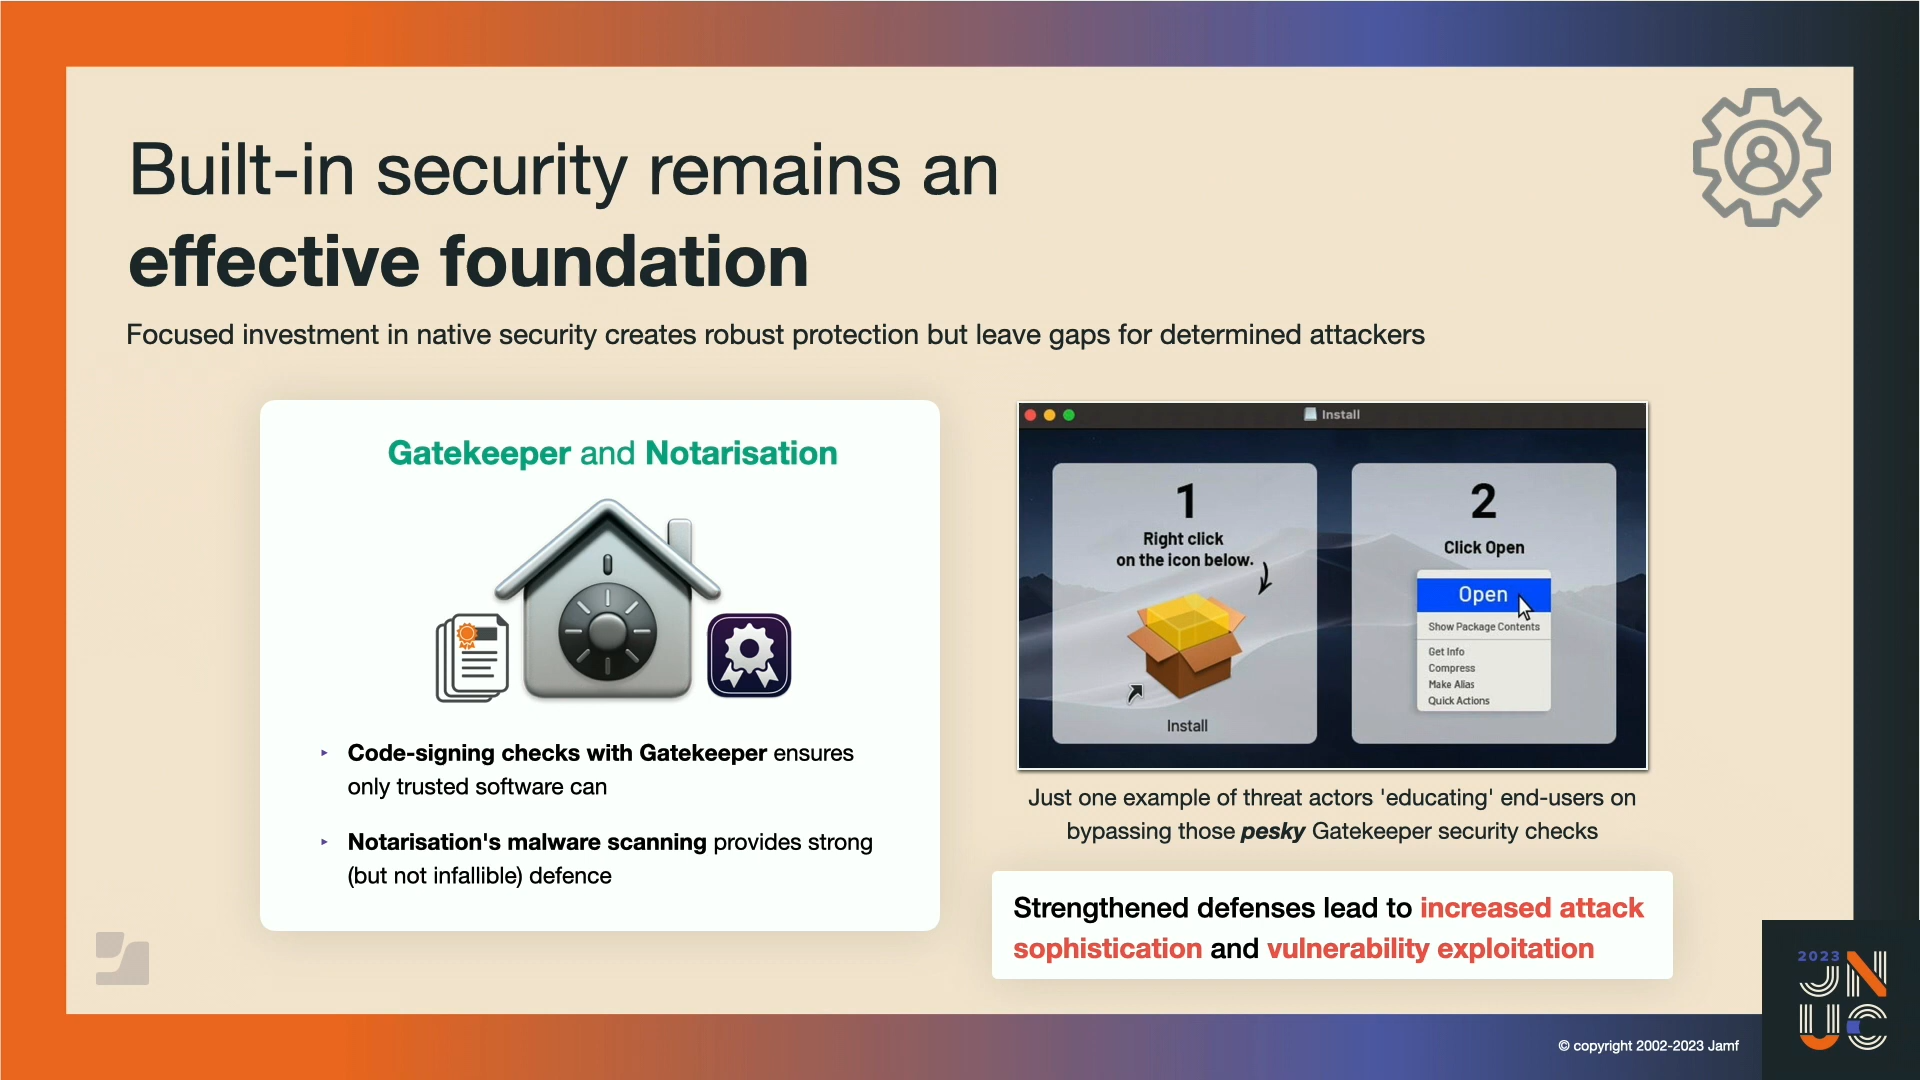 Built-in security remains an
effective foundation
Focused investment in native security creates robust protection but leave gaps for determined attackers
Gatekeeper and Notarisation
‣ Code-signing checks with Gatekeeper ensures
only trusted software can
‣ Notarisation's malware scanning provides strong
(but not infallible) defence
Install
1
Right click
on the icon below.
Install
2
Click Open
Open
Show Package Contents
Get Info
Compress
Make Alias
Quick Actions
Just one example of threat actors 'educating' end-users on
bypassing those pesky Gatekeeper security checks
Strengthened defenses lead to increased attack
sophistication and vulnerability exploitation
2023
JN
UC
© copyright 2002-2023 Jamf